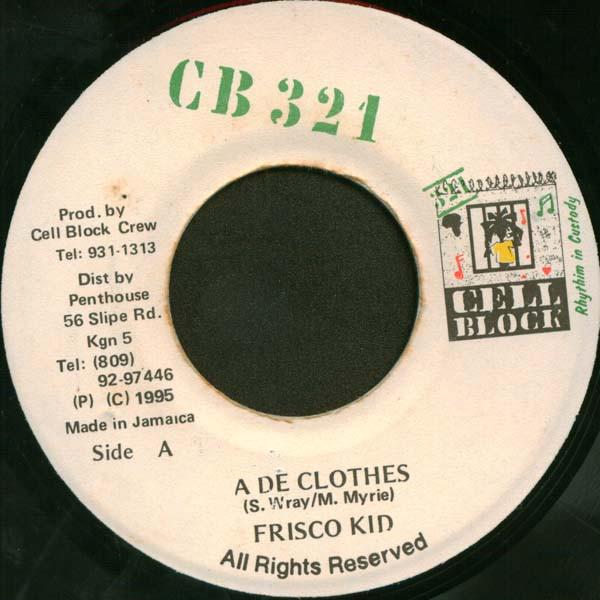 CB 321
Prod. by
Cell Block Crew
Tel: 931-1313
Dist by
Penthouse
56 Slipe Rd.
Kgn 5
Tel: (809)
92-97446
(P) (C) 1995
Made in Jamaica
Side A
321
CELL
BLOCK
Rhythim in Custody
A DE CLOTHES
(S. Wray/M. Myrie)
FRISCO KID
All Rights Reserved